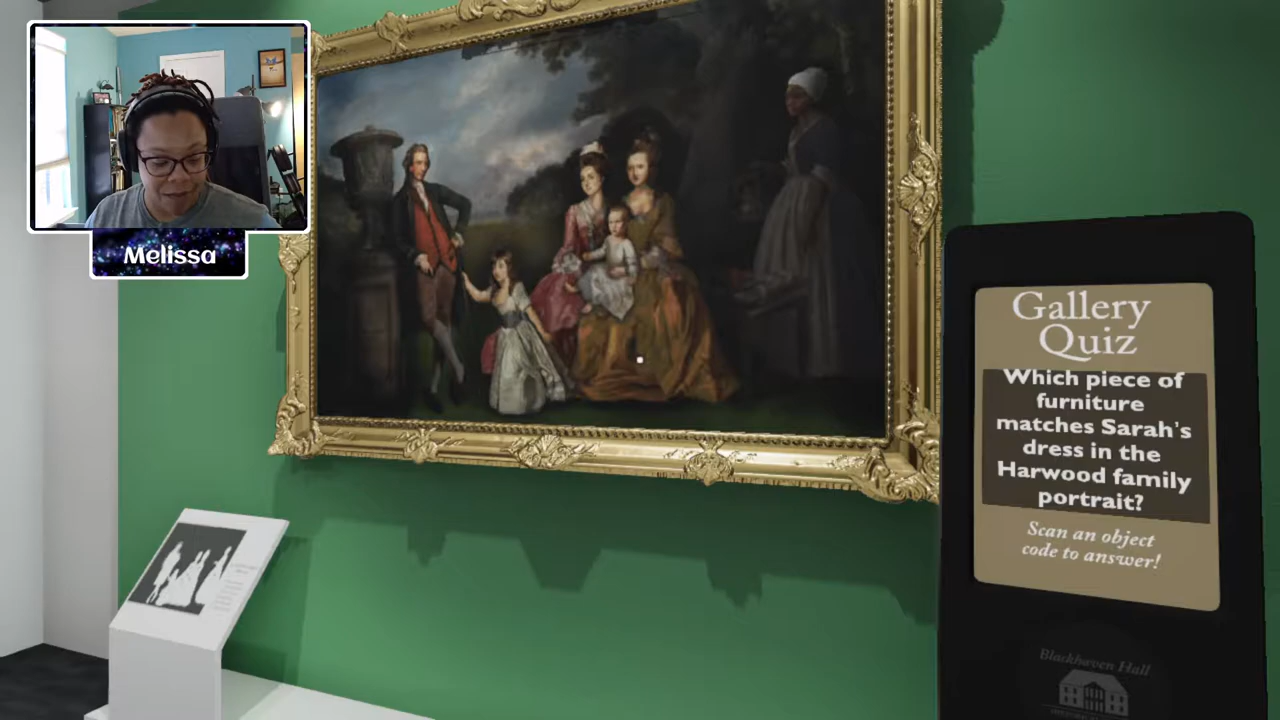 Melissa
Gallery
Quiz
Which piece of
furniture
matches Sarah's
dress in the
Harwood family
portrait?
Scan an object
code to answer!
Blackhaven Hall